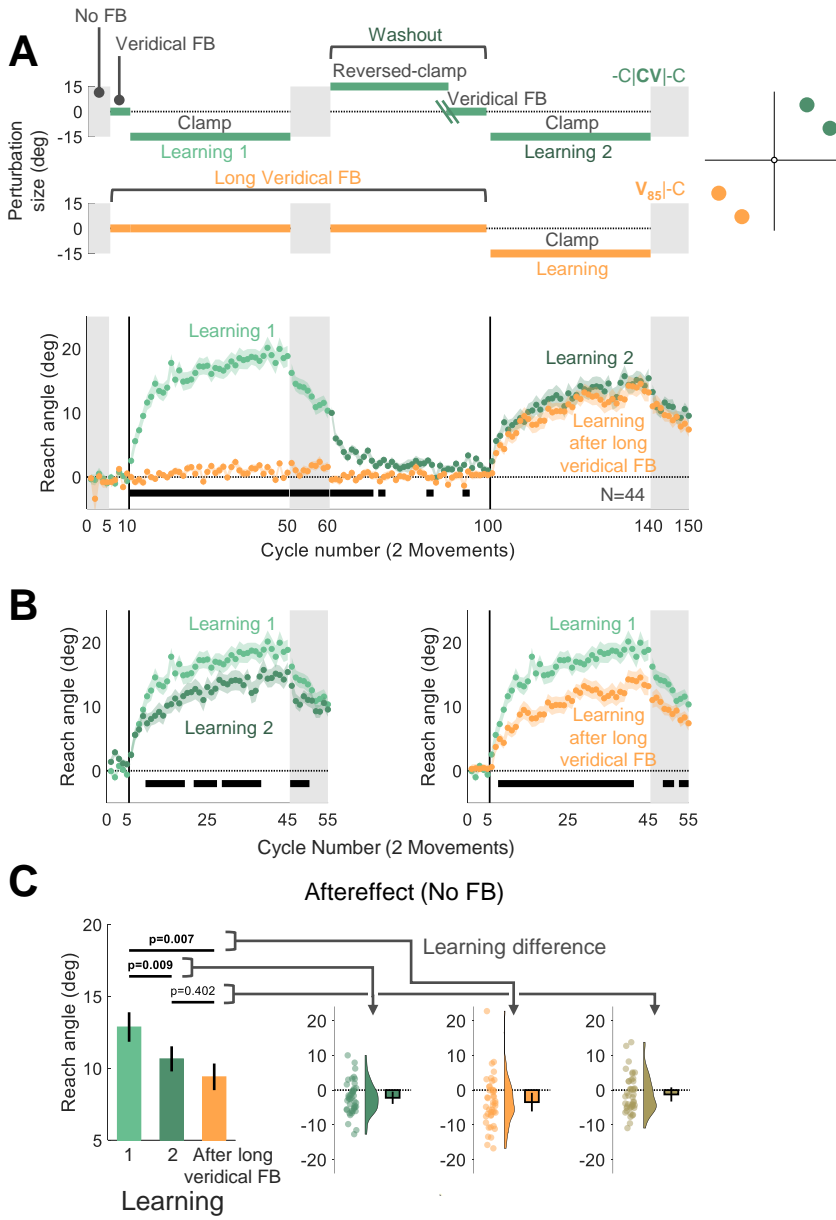 No FB
Veridical FB
A
Washout
Reversed-clamp
-C|CV|-C
15
0
-15
Veridical FB
Clamp
Clamp
Learning 1
Learning 2
Perturbation
size (deg)
Long Veridical FB
V85|-C
15
0
-15
Clamp
Learning
Reach angle (deg)
20
10
0
Learning 1
Learning 2
Learning
after long
veridical FB
N=44
0 5 10 50 60 100 140 150
Cycle number (2 Movements)
B
Reach angle (deg)
20
10
0
Learning 1
Learning 2
0 5 25 45 55
Reach angle (deg)
20
10
0
Learning 1
Learning
after long
veridical FB
0 5 25 45 55
Cycle Number (2 Movements)
C
Aftereffect (No FB)
Reach angle (deg)
20
15
10
5
p=0.007
p=0.009
p=0.402
Learning difference
1 2 After long
veridical FB
Learning
20
10
0
-10
-20
20
10
0
-10
-20
20
10
0
-10
-20